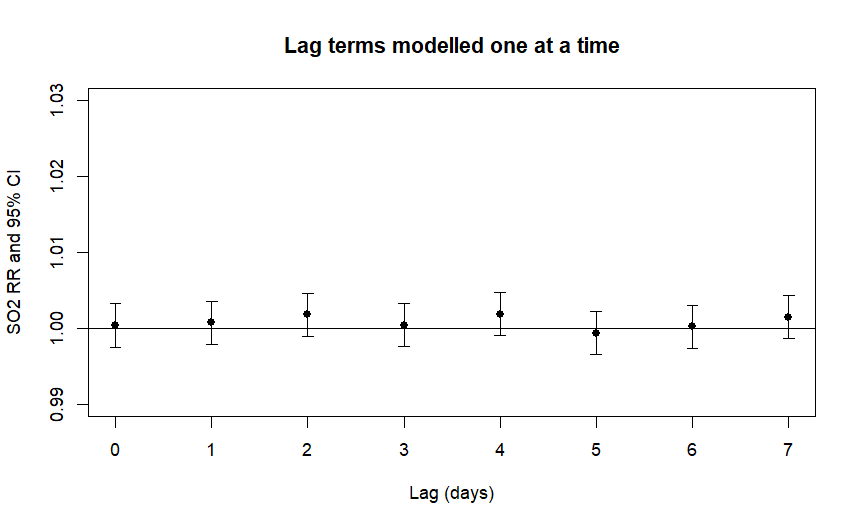 Lag terms modelled one at a time
SO2 RR and 95% CI
1.03
1.02
1.01
1.00
0.99
0 1 2 3 4 5 6 7
Lag (days)